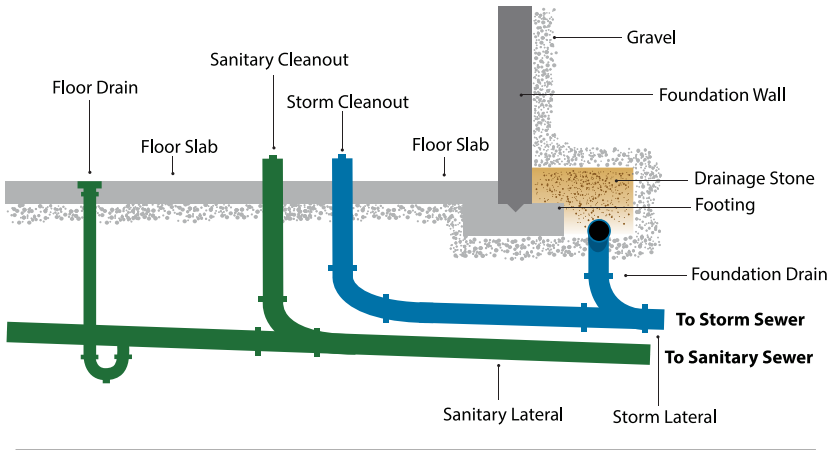 Gravel
Sanitary Cleanout
Floor Drain
Storm Cleanout
Foundation Wall
Floor Slab
Floor Slab
Drainage Stone
Footing
Foundation Drain
To Storm Sewer
To Sanitary Sewer
Sanitary Lateral
Storm Lateral